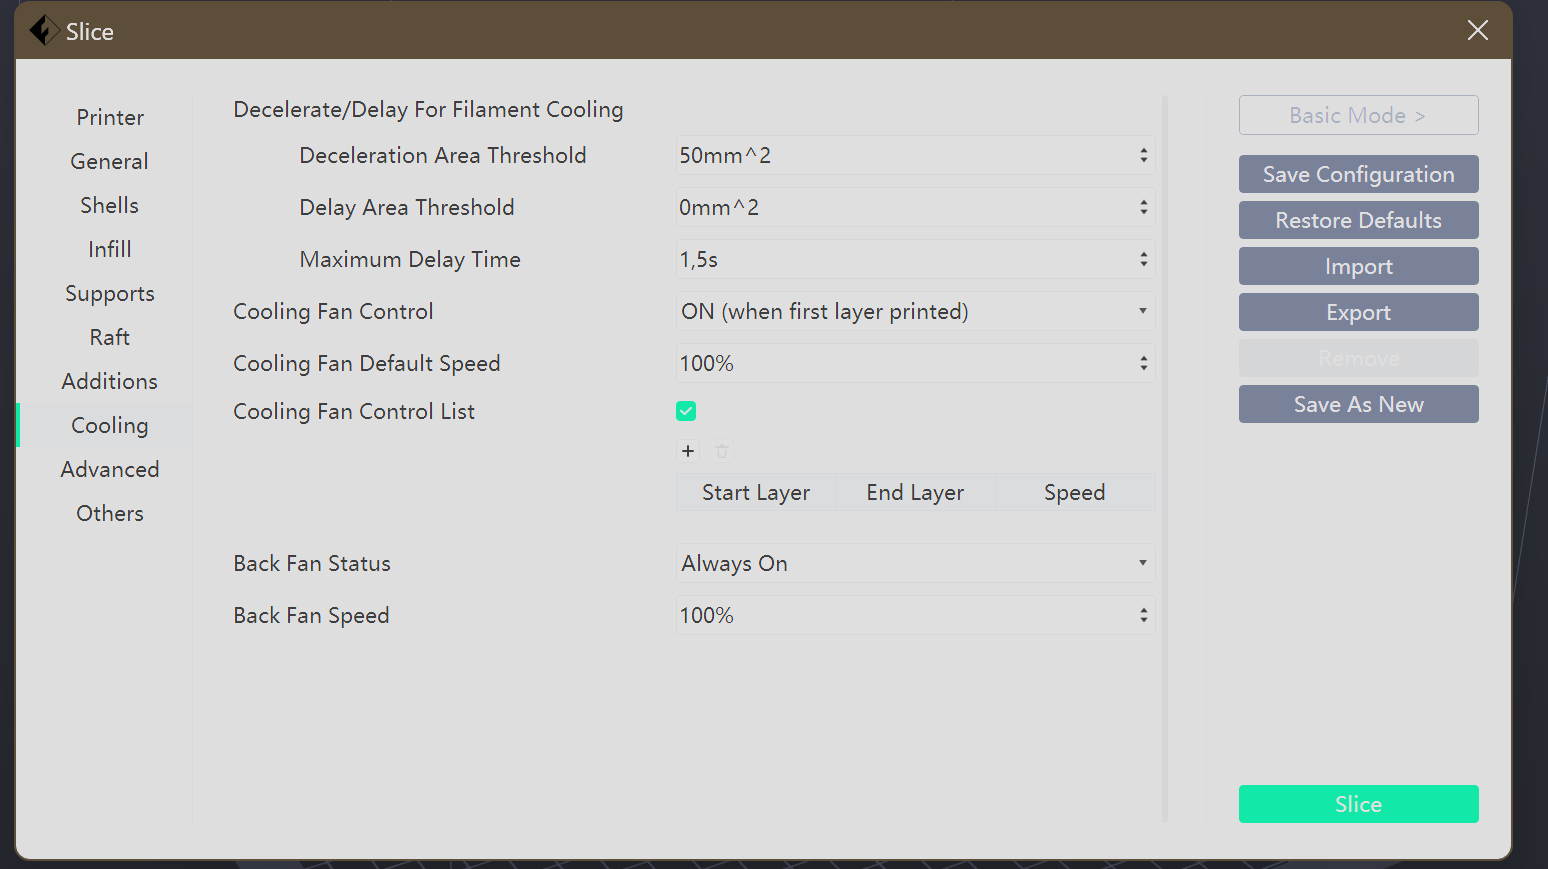 Slice
Printer
General
Shells
Infill
Supports
Raft
Additions
Cooling
Advanced
Others
Decelerate/Delay For Filament Cooling
Deceleration Area Threshold 50mm^2
Delay Area Threshold 0mm^2
Maximum Delay Time 1,5s
Cooling Fan Control ON (when first layer printed)
Cooling Fan Default Speed 100%
Cooling Fan Control List
+
Start Layer End Layer Speed
Back Fan Status Always On
Back Fan Speed 100%
Basic Mode >
Save Configuration
Restore Defaults
Import
Export
Remove
Save As New
Slice